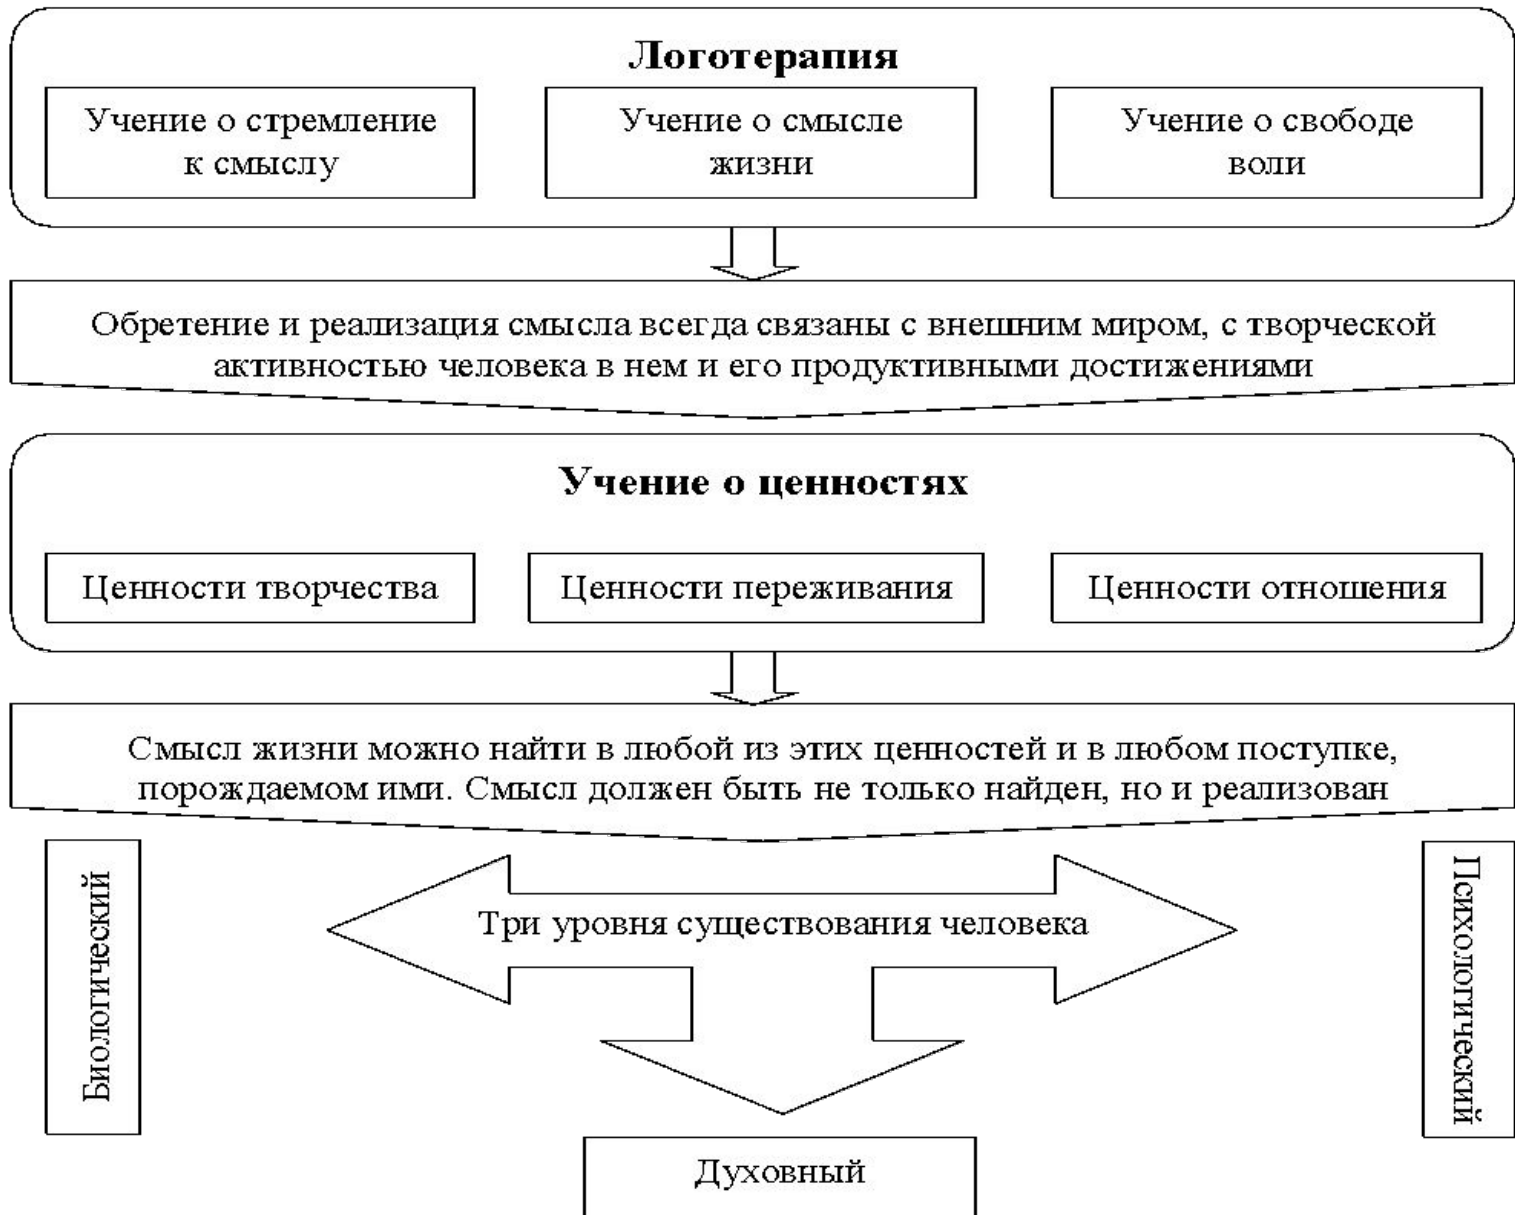 Логотерапия
Учение о стремление
к смыслу
Учение о смысле
жизни
Учение о свободе
воли
Обретение и реализация смысла всегда связаны с внешним миром, с творческой
активностью человека в нем и его продуктивными достижениями
Учение о ценностях
Ценности творчества
Ценности переживания
Ценности отношения
Смысл жизни можно найти в любой из этих ценностей и в любом поступке,
порождаемом ими. Смысл должен быть не только найден, но и реализован
Биологический
Три уровня существования человека
Психологический
Духовный